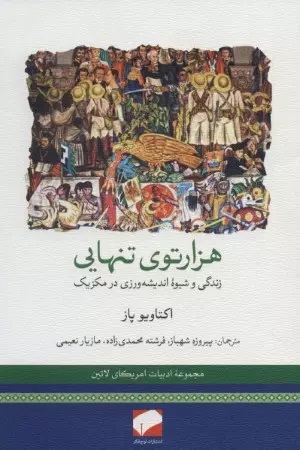 هزارتوی تنهایی
زندگی و شیوهٔ اندیشه‌ورزی در مکزیک
اکتاویو پاز
مترجمان: پیروزه شهباز، فرشته محمدی‌زاده، مازیار نعیمی
مجموعهٔ ادبیات امریکای لاتین